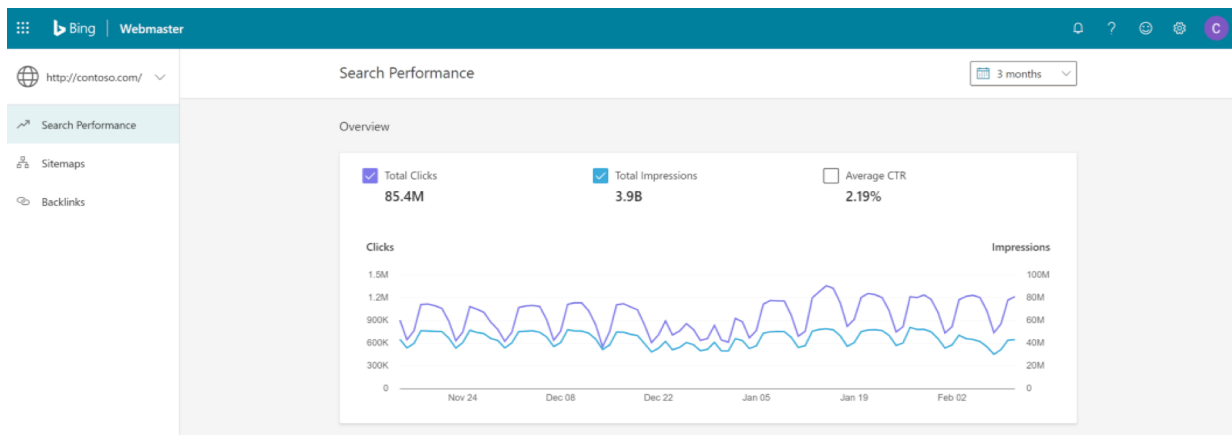 Bing | Webmaster
?
C
http://contoso.com/
Search Performance
Sitemaps
Backlinks
Search Performance
3 months
Overview
Total Clicks
85.4M
Total Impressions
3.9B
Average CTR
2.19%
Clicks
Impressions
1.5M
1.2M
900K
600K
300K
0
100M
80M
60M
40M
20M
0
Nov 24 Dec 08 Dec 22 Jan 05 Jan 19 Feb 02